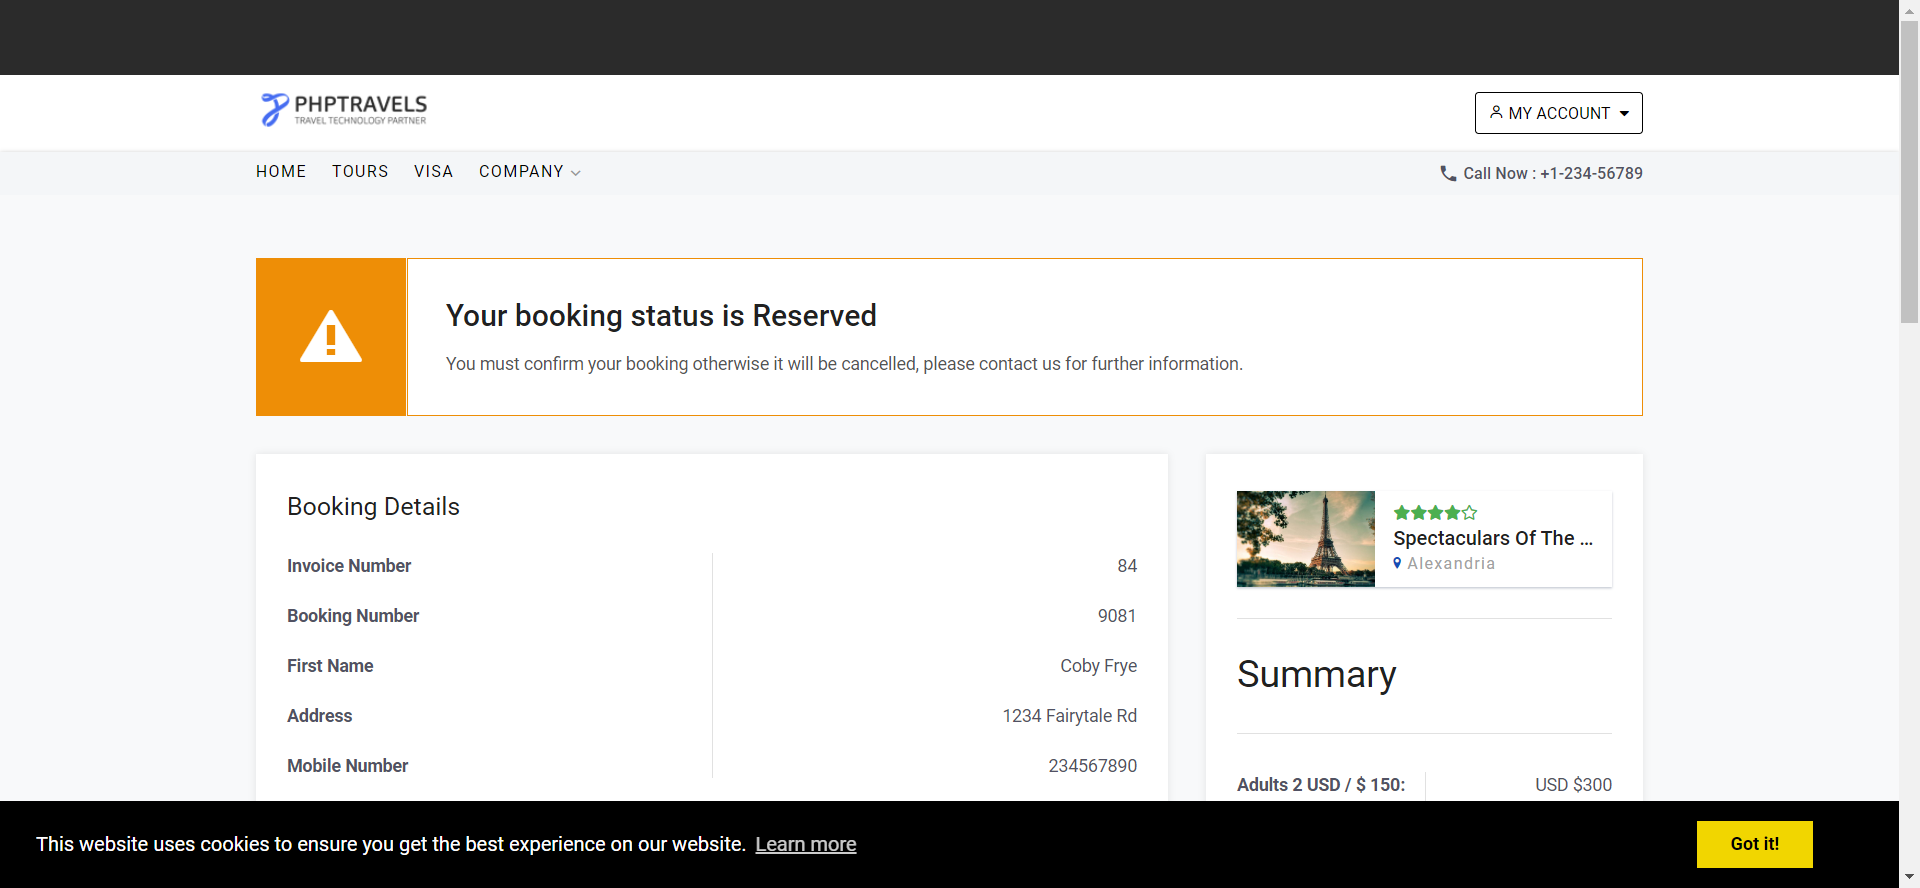 PHPTRAVELS
TRAVEL TECHNOLOGY PARTNER
MY ACCOUNT
HOME TOURS VISA COMPANY
Call Now : +1-234-56789
Your booking status is Reserved
You must confirm your booking otherwise it will be cancelled, please contact us for further information.
Booking Details
Invoice Number 84
Booking Number 9081
First Name Coby Frye
Address 1234 Fairytale Rd
Mobile Number 234567890
Spectaculars Of The ...
Alexandria
Summary
Adults 2 USD / $ 150: USD $300
This website uses cookies to ensure you get the best experience on our website. Learn more
Got it!